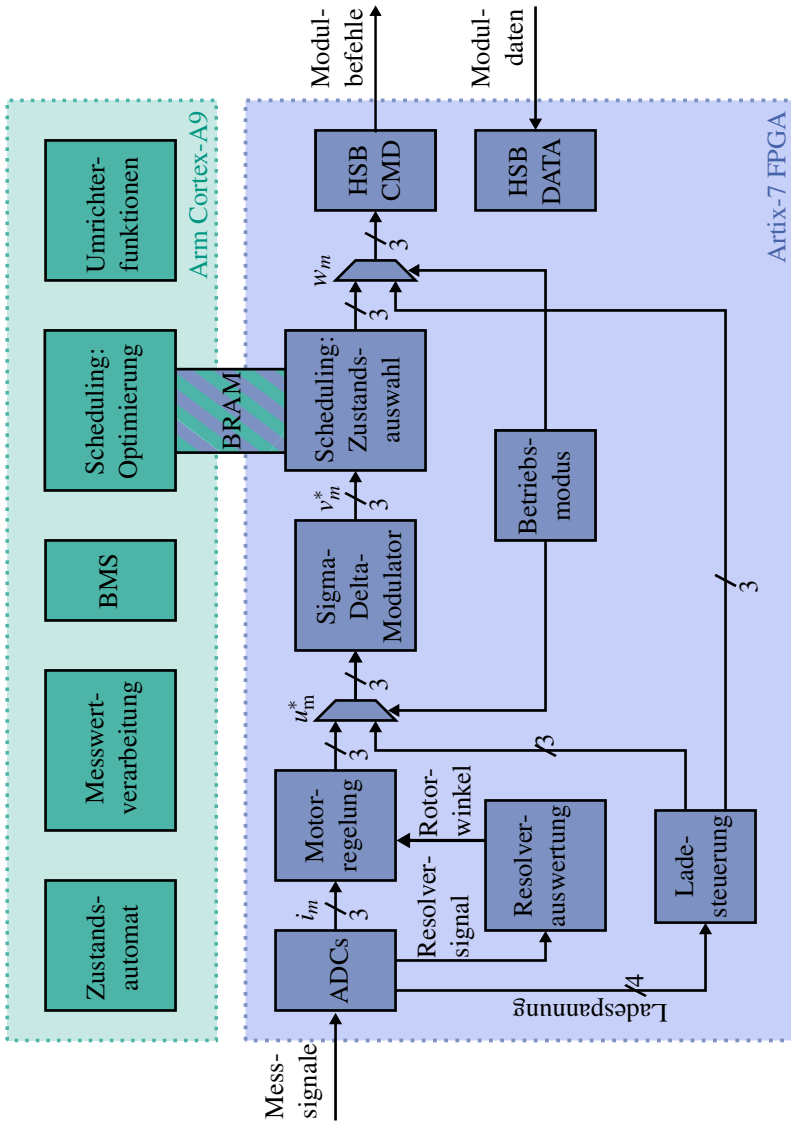 Zustands-
automat
Messwert-
verarbeitung
BMS
Scheduling:
Optimierung
Umrichter-
funktionen
Arm Cortex-A9
BRAM
Mess-
signale
ADCs
i_m
3
Motor-
regelung
3
u*_m
3
Sigma-
Delta-
Modulator
v*_m
3
Scheduling:
Zustands-
auswahl
3
w_m
3
HSB
CMD
Modul-
befehle
Resolver-
signal
Rotor-
winkel
Resolver-
auswertung
Betriebs-
modus
HSB
DATA
Modul-
daten
Ladespannung
4
Lade-
steuerung
3
3
Artix-7 FPGA